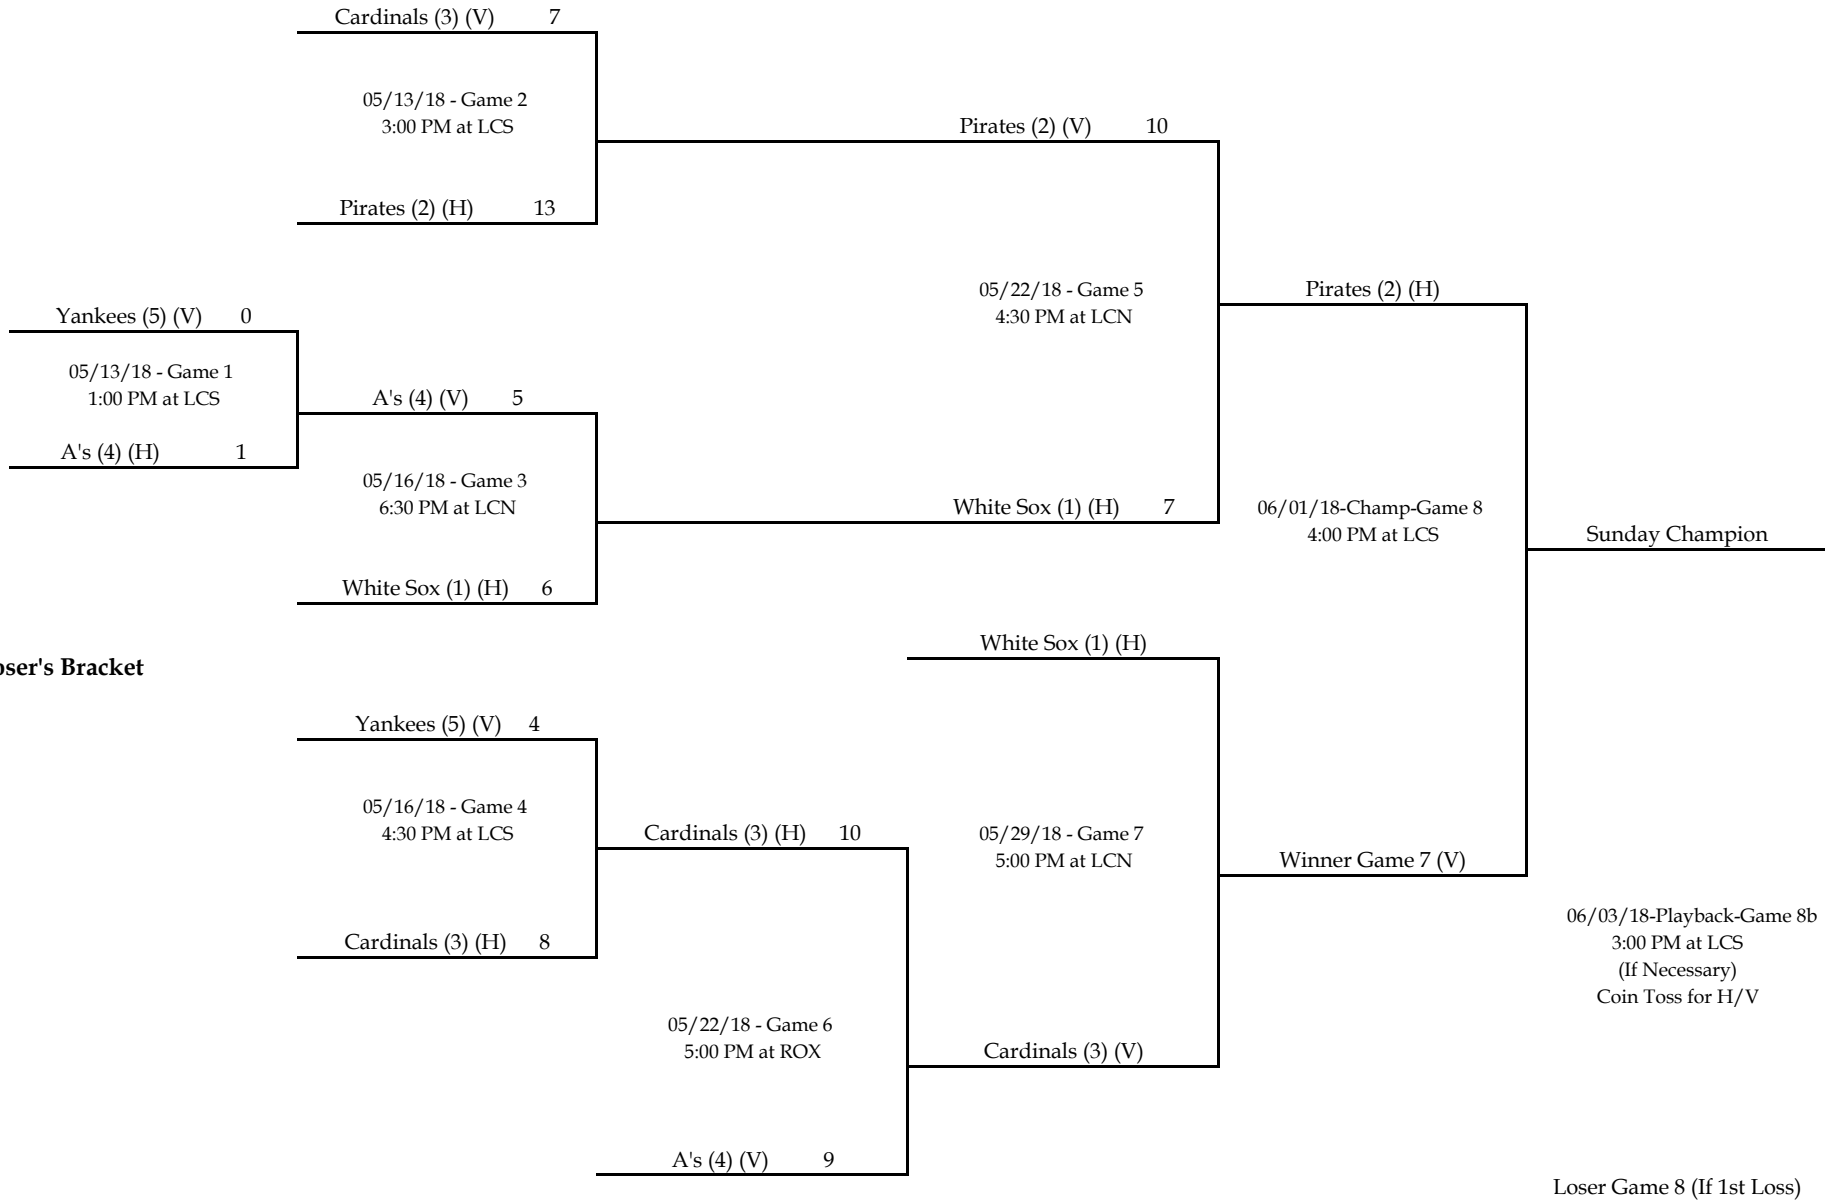 Cardinals (3) (V) 7
05/13/18 - Game 2
3:00 PM at LCS
Pirates (2) (V) 10
Pirates (2) (H) 13
05/22/18 - Game 5
4:30 PM at LCN
Pirates (2) (H)
Yankees (5) (V) 0
05/13/18 - Game 1
1:00 PM at LCS
A's (4) (V) 5
A's (4) (H) 1
05/16/18 - Game 3
6:30 PM at LCN
White Sox (1) (H) 7
06/01/18-Champ-Game 8
4:00 PM at LCS
Sunday Champion
White Sox (1) (H) 6
White Sox (1) (H)
oser's Bracket
Yankees (5) (V) 4
05/16/18 - Game 4
4:30 PM at LCS
Cardinals (3) (H) 10
05/29/18 - Game 7
5:00 PM at LCN
Winner Game 7 (V)
Cardinals (3) (H) 8
06/03/18-Playback-Game 8b
3:00 PM at LCS
(If Necessary)
Coin Toss for H/V
05/22/18 - Game 6
5:00 PM at ROX
Cardinals (3) (V)
A's (4) (V) 9
Loser Game 8 (If 1st Loss)